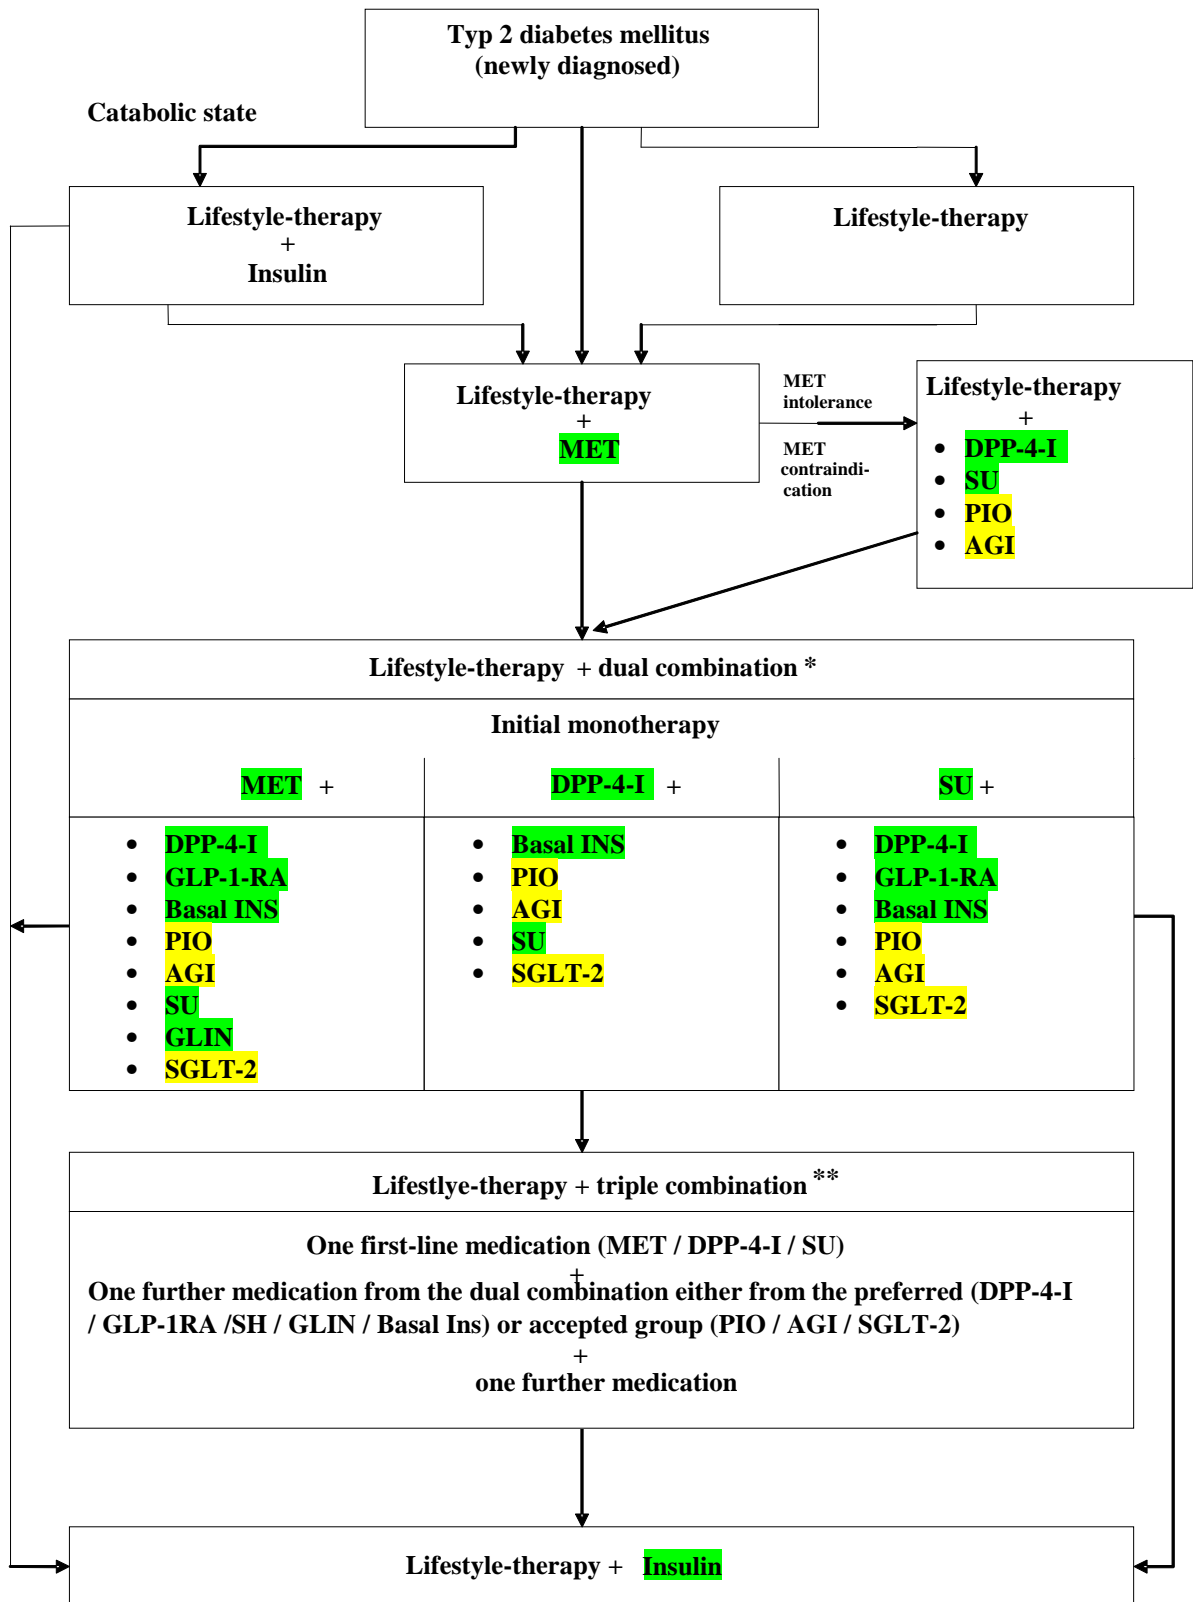 Typ 2 diabetes mellitus
(newly diagnosed)
Catabolic state
Lifestyle-therapy
+
Insulin
Lifestyle-therapy
Lifestyle-therapy
+
MET
MET
intolerance
MET
contraindi-
cation
Lifestyle-therapy
+
• DPP-4-I
• SU
• PIO
• AGI
Lifestyle-therapy + dual combination *
Initial monotherapy
MET +
DPP-4-I +
SU +
• DPP-4-I
• GLP-1-RA
• Basal INS
• PIO
• AGI
• SU
• GLIN
• SGLT-2
• Basal INS
• PIO
• AGI
• SU
• SGLT-2
• DPP-4-I
• GLP-1-RA
• Basal INS
• PIO
• AGI
• SGLT-2
Lifestlye-therapy + triple combination **
One first-line medication (MET / DPP-4-I / SU)
+
One further medication from the dual combination either from the preferred (DPP-4-I
/ GLP-1RA /SH / GLIN / Basal Ins) or accepted group (PIO / AGI / SGLT-2)
+
one further medication
Lifestyle-therapy + Insulin